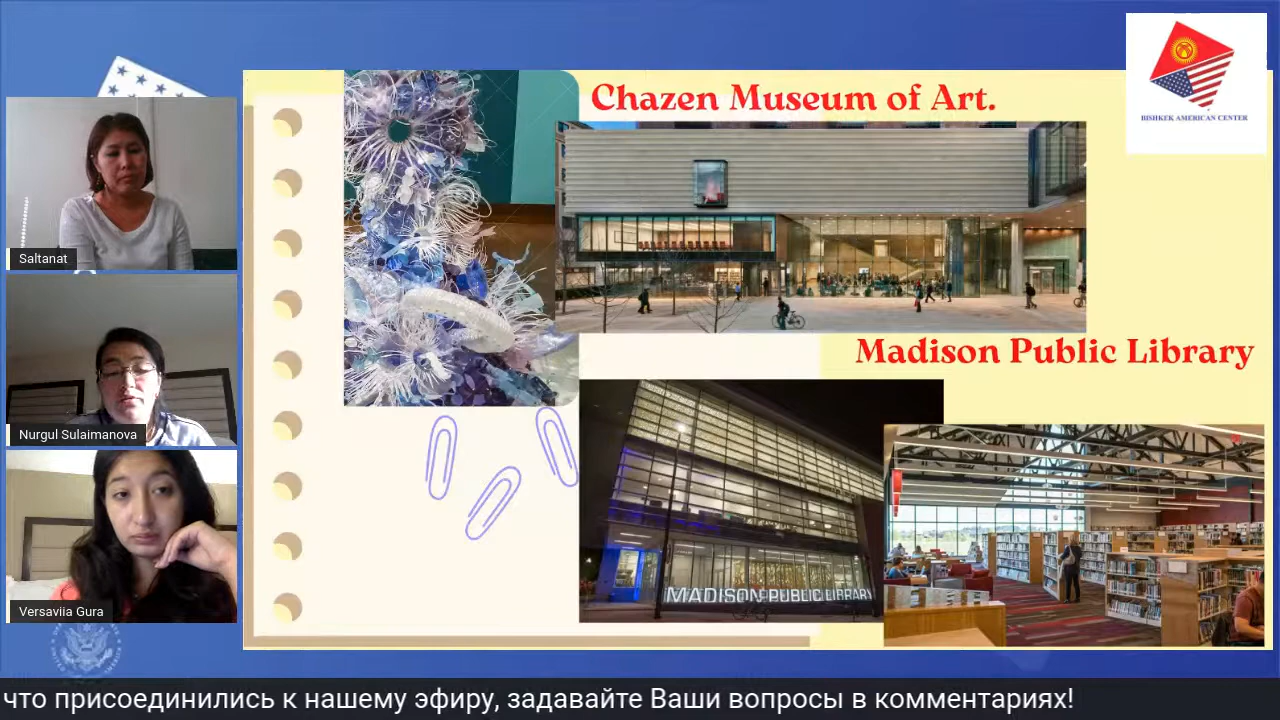 Chazen Museum of Art.
BISHKEK AMERICAN CENTER
Saltanat
Madison Public Library
Nurgul Sulaimanova
MADISON PUBLIC LIBRARY
Versaviia Gura
что присоединились к нашему эфиру, задавайте Ваши вопросы в комментариях!